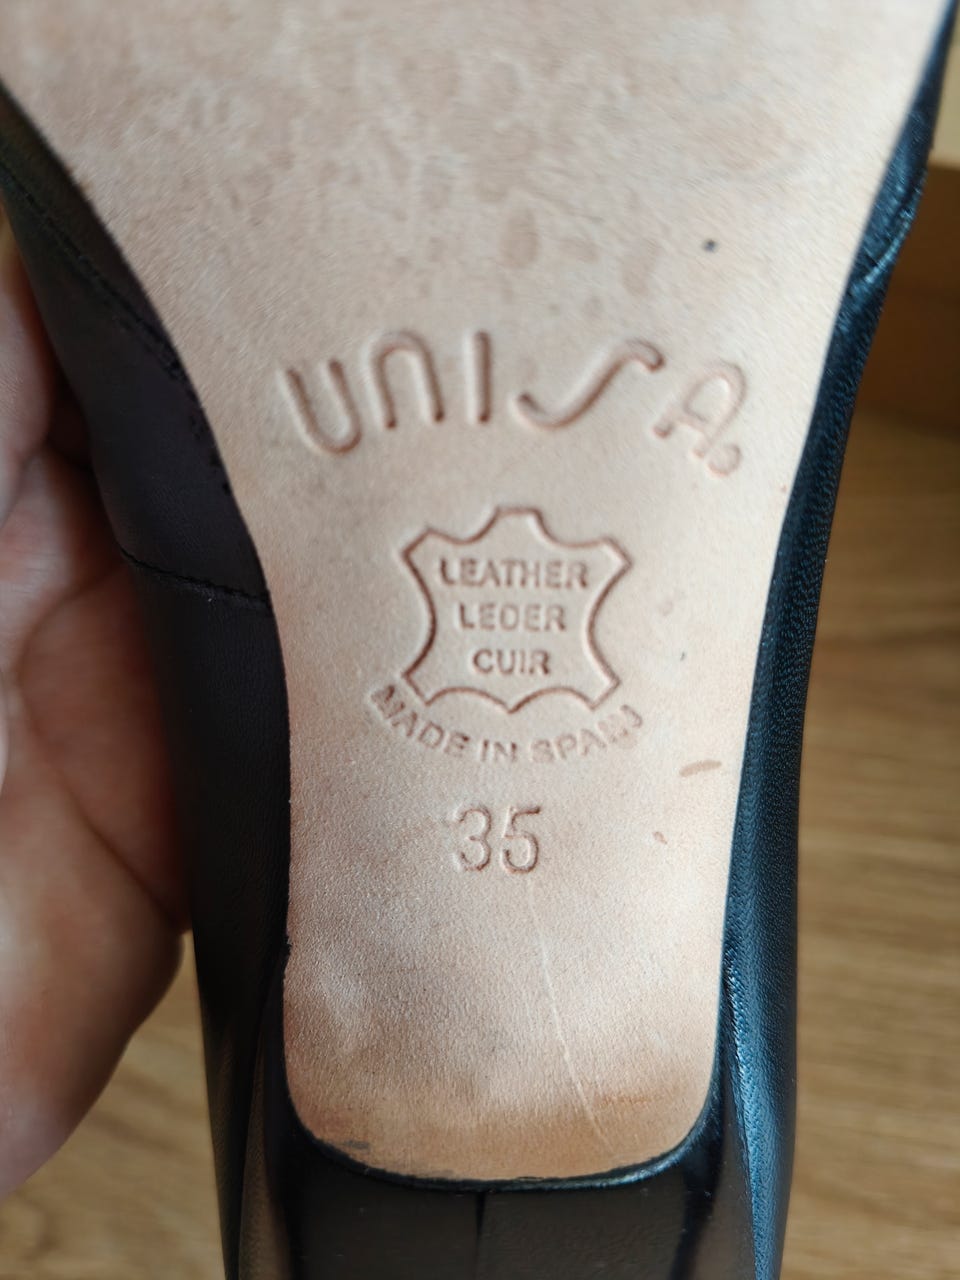 UNISA
LEATHER
LEDER
CUIR
MADE IN SPAIN
35